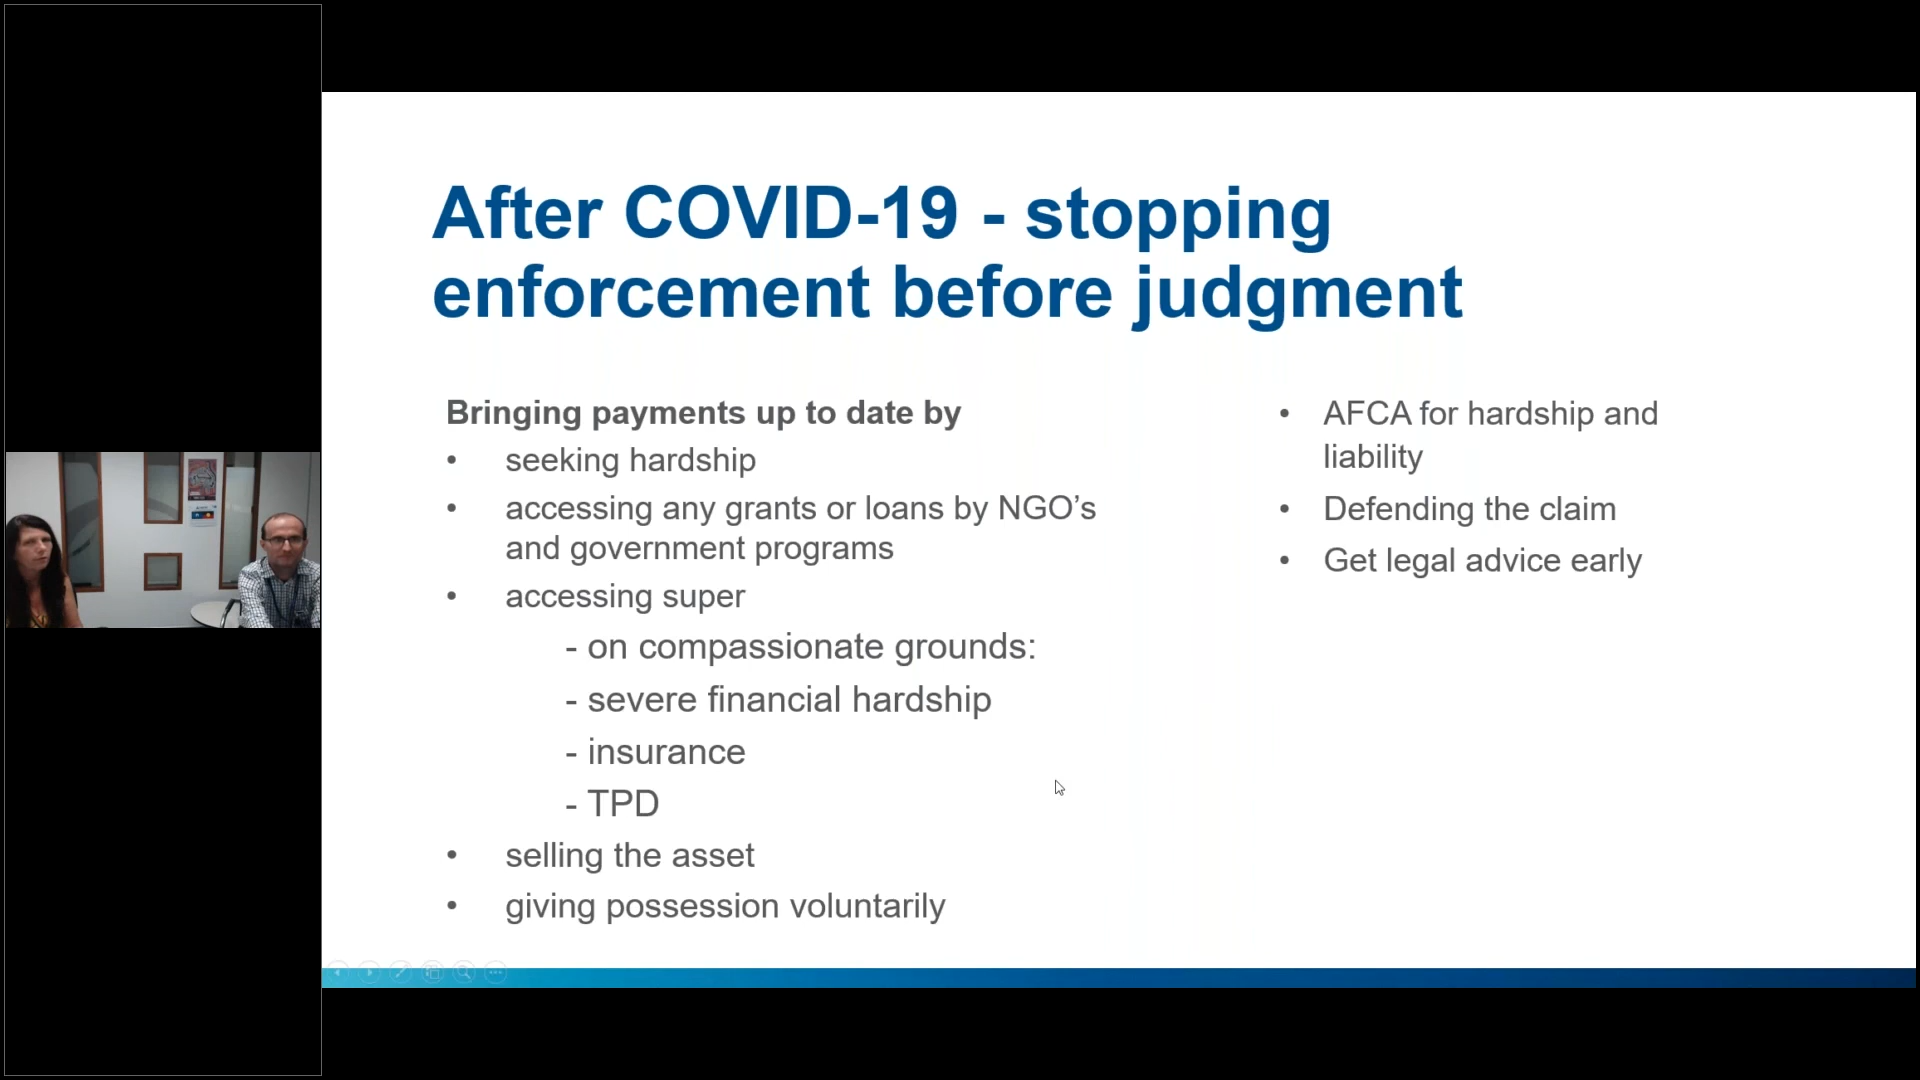 After COVID-19 - stopping
enforcement before judgment
Bringing payments up to date by
• seeking hardship
• accessing any grants or loans by NGO’s
and government programs
• accessing super
- on compassionate grounds:
- severe financial hardship
- insurance
- TPD
• selling the asset
• giving possession voluntarily
• AFCA for hardship and
liability
• Defending the claim
• Get legal advice early